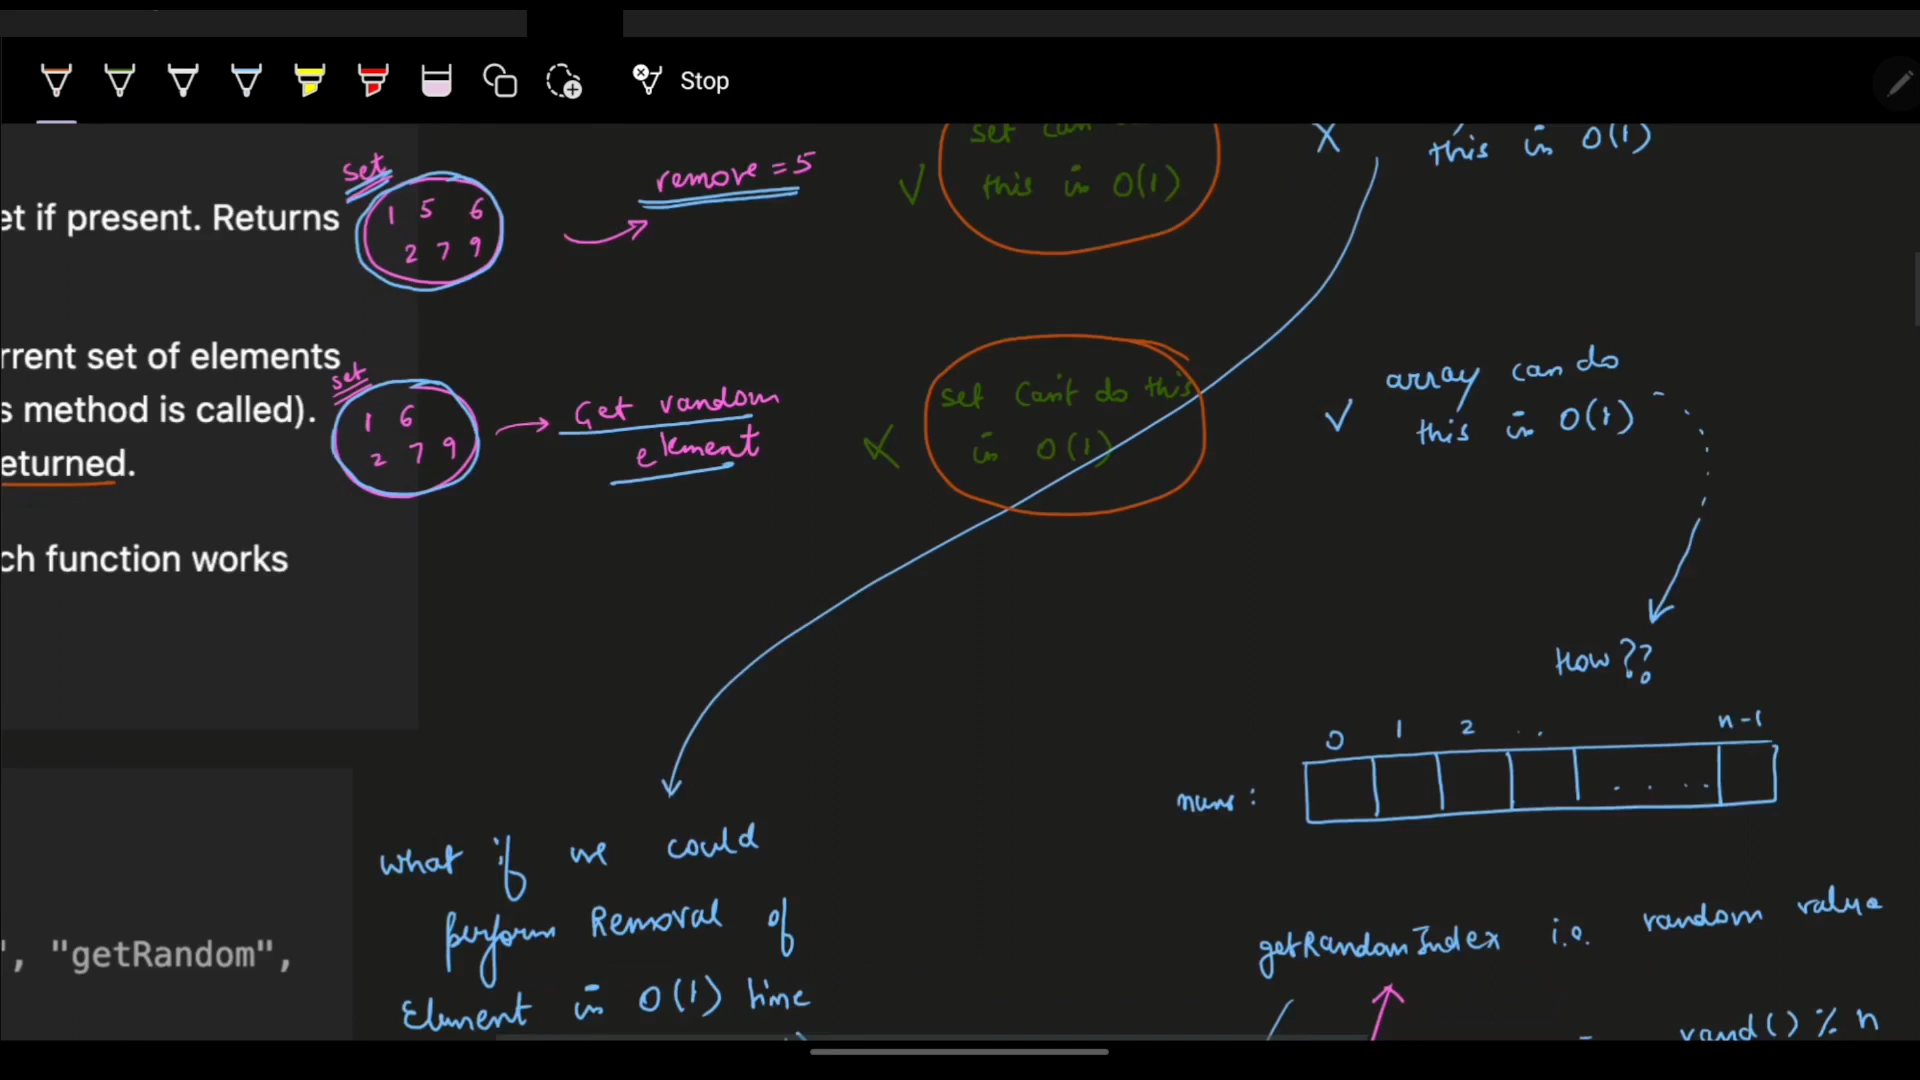 Stop
set can
this in O(1)
X
this in O(1)
set
1 5 6
2 7 9
remove = 5
et if present. Returns
rrent set of elements
s method is called).
eturned.
ch function works
set
1 6
2 7 9
Get random
element
set Can't do this
in O(1)
array can do
this in O(1)
How ??
0 1 2 .. n-1
nums :
. . ..
what if we could
perform Removal of
Element in O(1) time
getRandomIndex i.e. random value
rand() % n
', "getRandom",